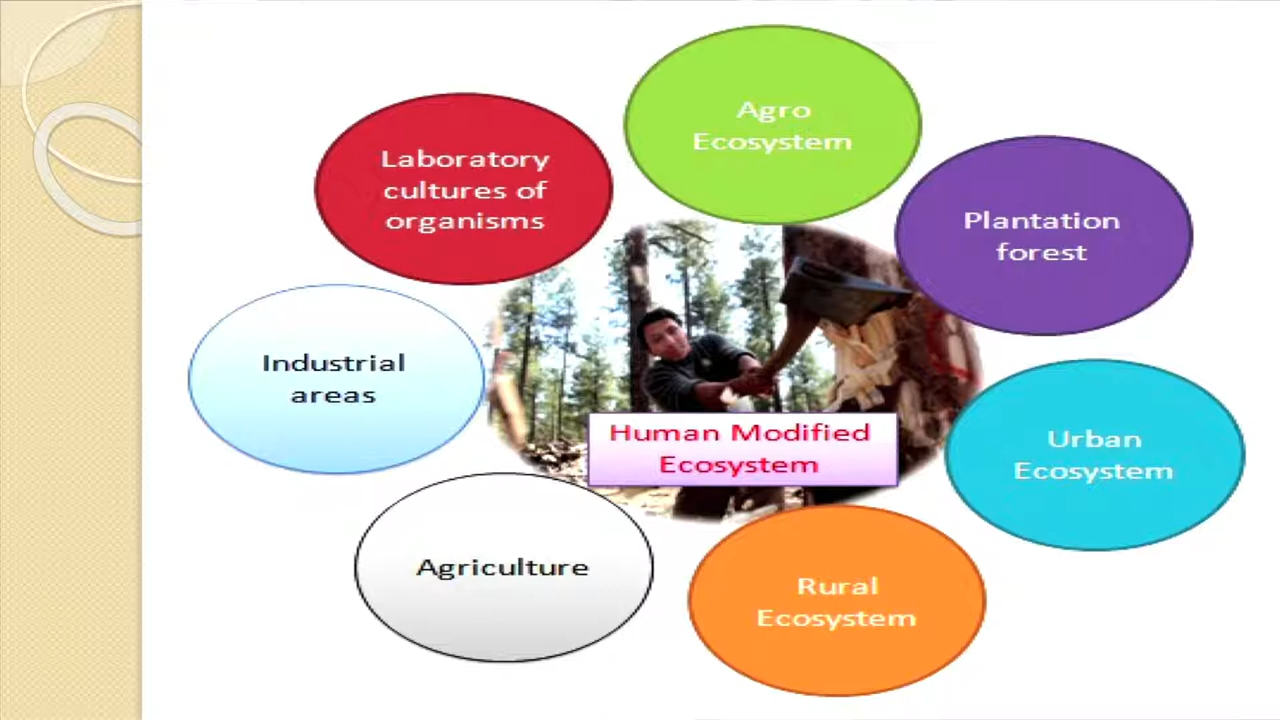 Agro
Ecosystem
Laboratory
cultures of
organisms
Plantation
forest
Industrial
areas
Human Modified
Ecosystem
Urban
Ecosystem
Agriculture
Rural
Ecosystem